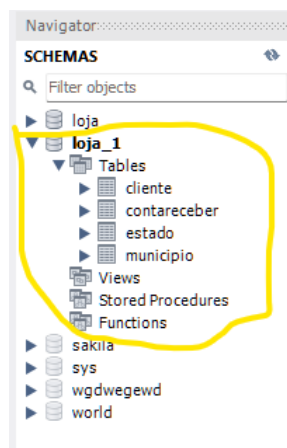 Navigator
SCHEMAS
Filter objects
loja
loja_1
Tables
cliente
contareceber
estado
municipio
Views
Stored Procedures
Functions
sakila
sys
wgdwegewd
world